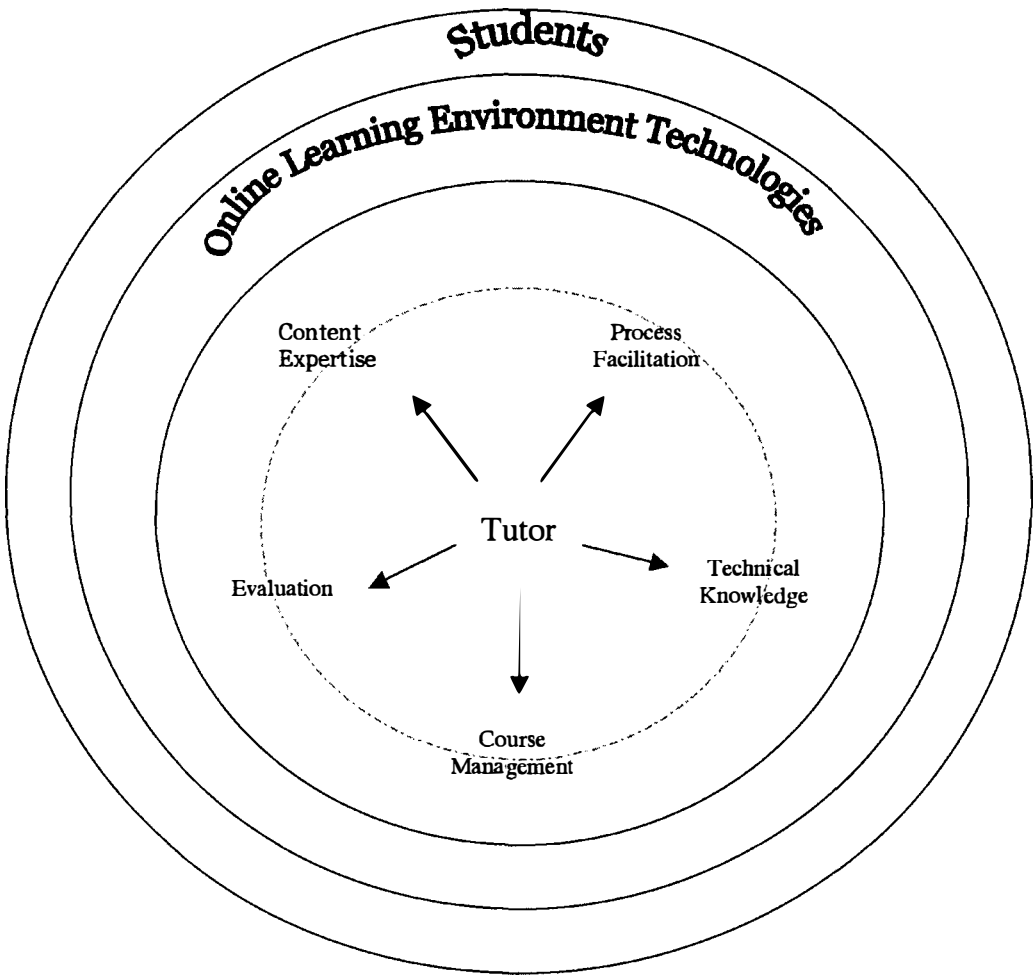 Students
Online Learning Environment Technologies
Content
Expertise
Process
Facilitation
Tutor
Evaluation
Technical
Knowledge
Course
Management